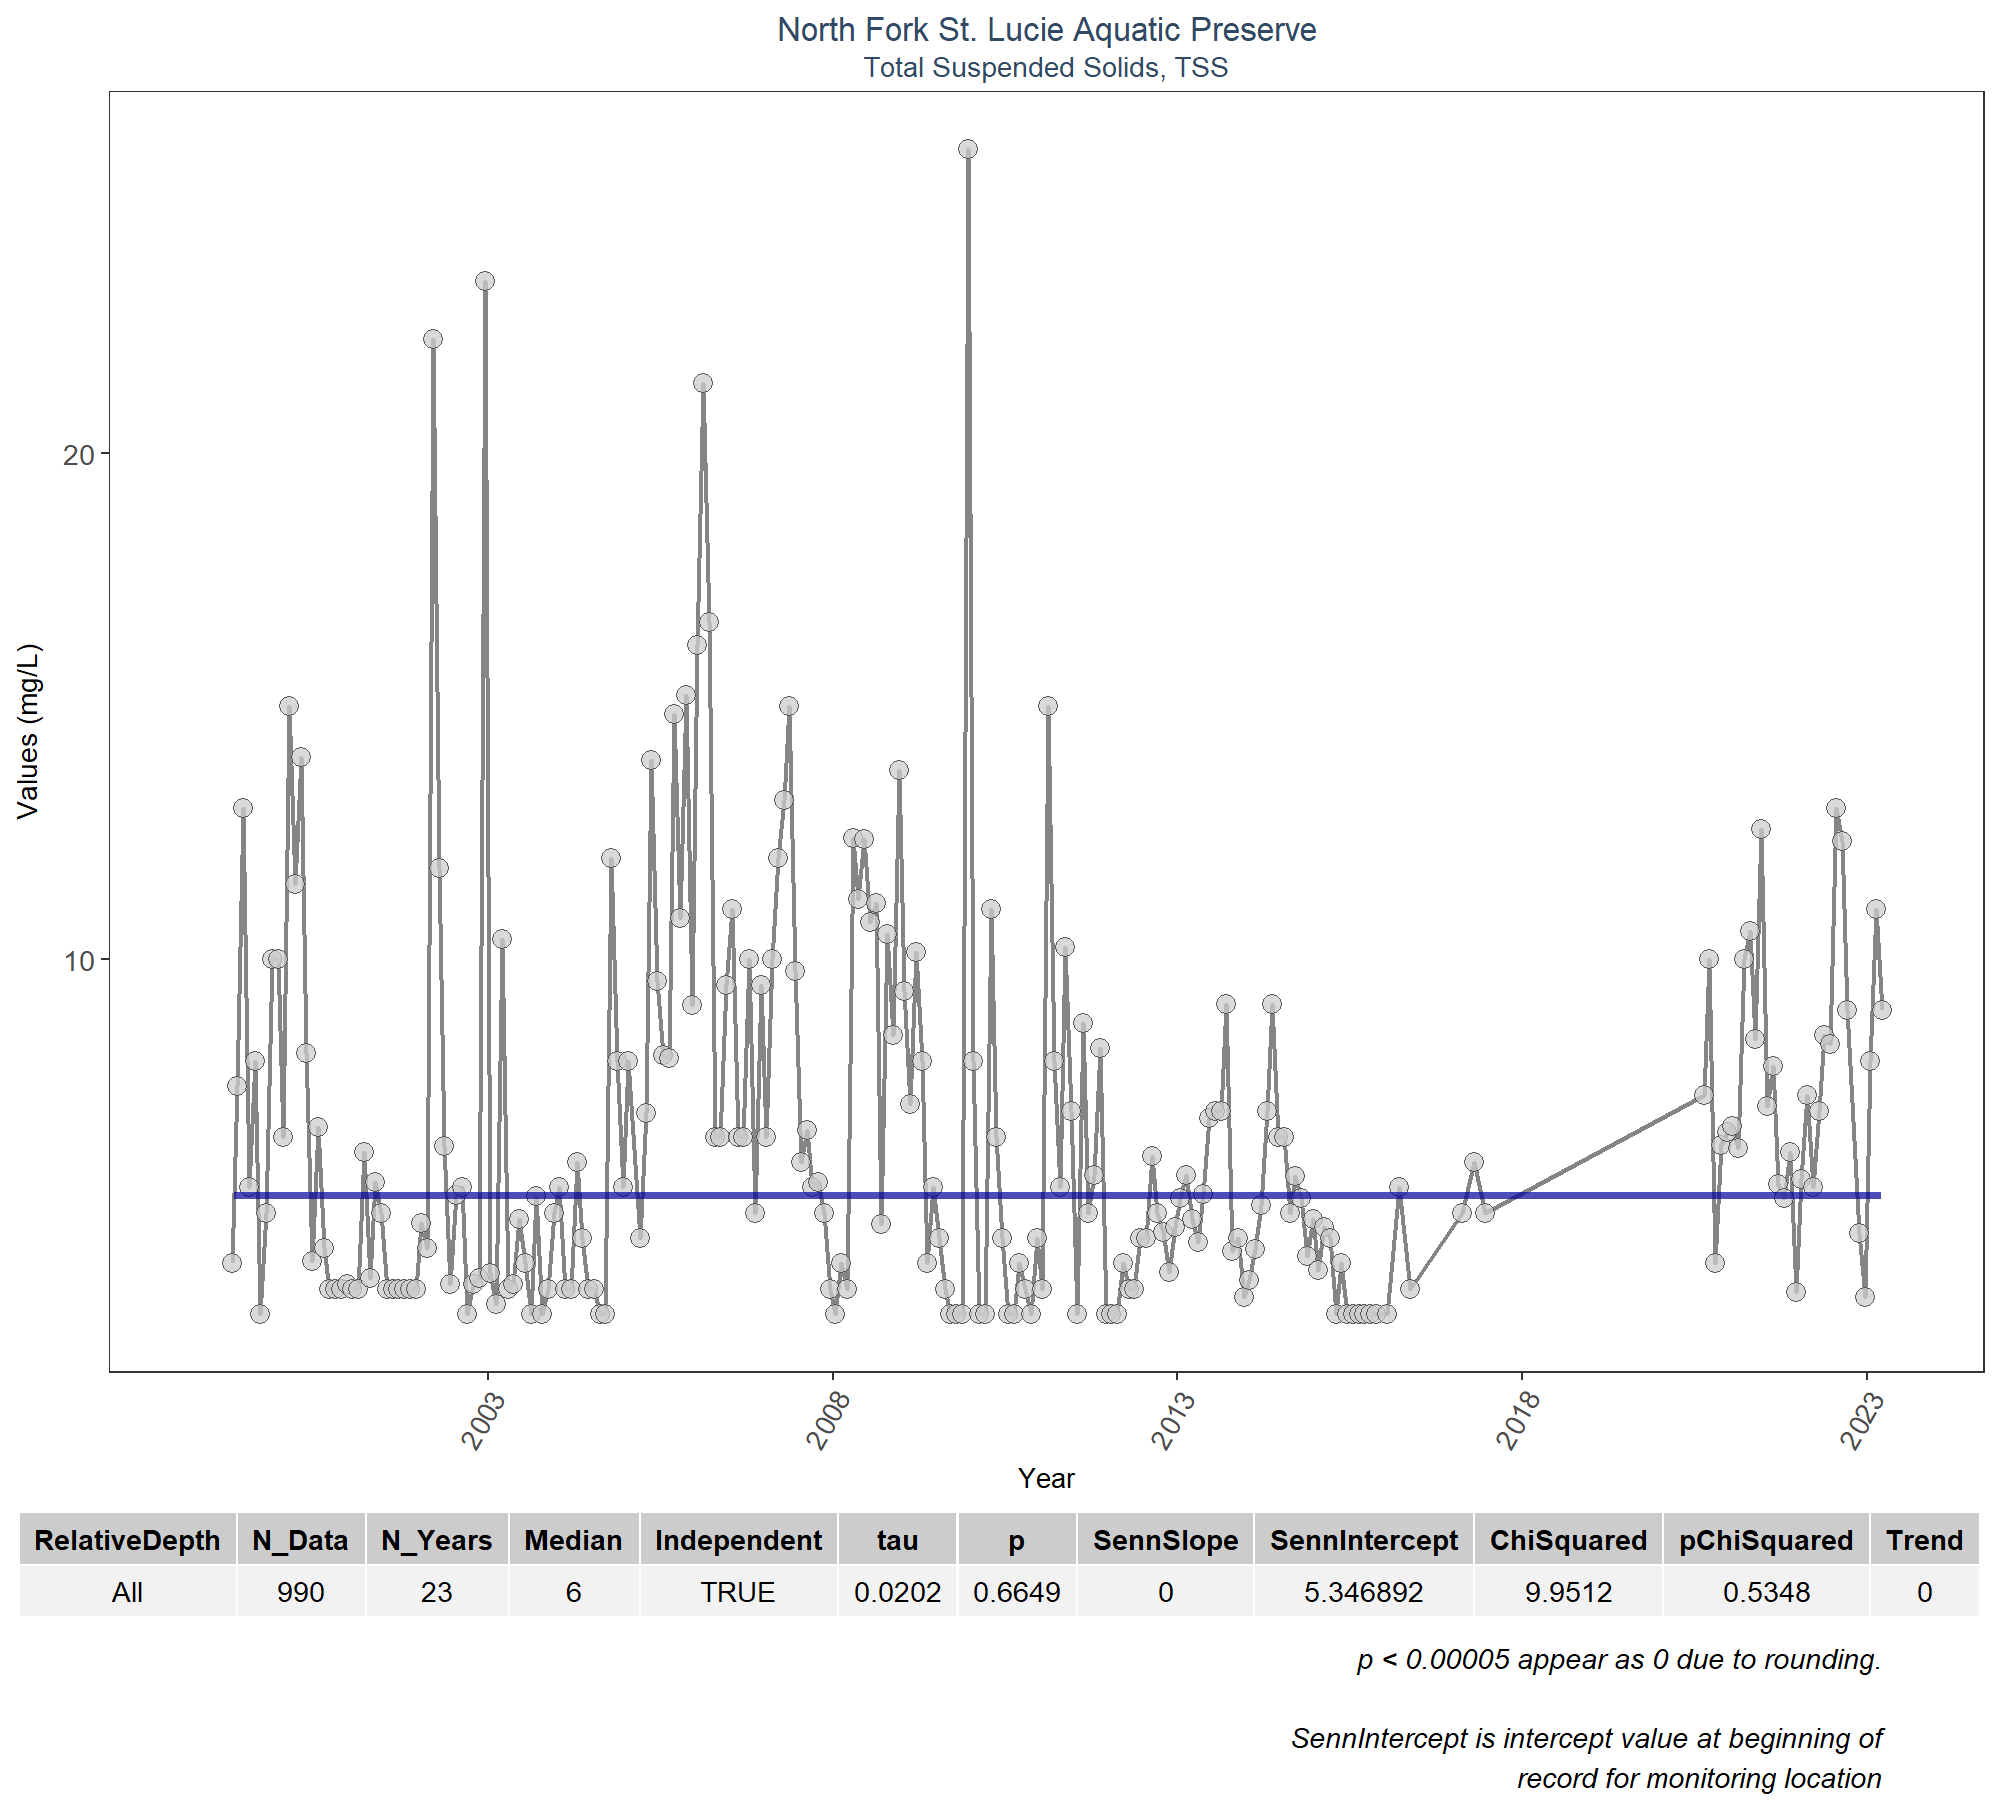 North Fork St. Lucie Aquatic Preserve
Total Suspended Solids, TSS
Values (mg/L)
20
10
2003 2008 2013 2018 2023
Year
RelativeDepth N_Data N_Years Median Independent tau p SennSlope SennIntercept ChiSquared pChiSquared Trend
All 990 23 6 TRUE 0.0202 0.6649 0 5.346892 9.9512 0.5348 0
p < 0.00005 appear as 0 due to rounding.
SennIntercept is intercept value at beginning of
record for monitoring location